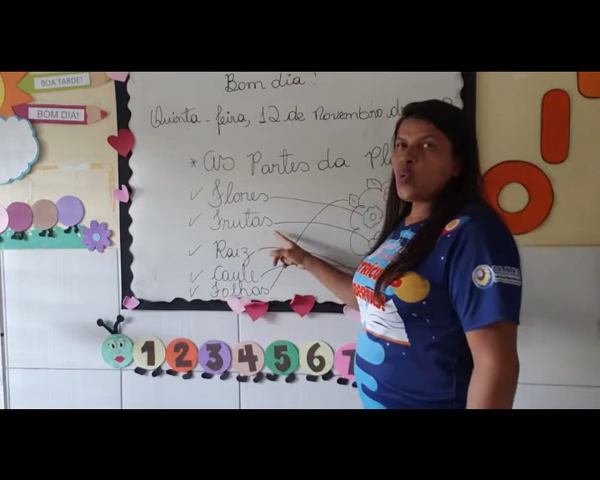 BOA TARDE!
BOM DIA!
Bom dia!
Quinta-feira, 12 de Novembro de
* As Partes da Pl
✓ Flores
✓ Frutas
✓ Raiz
✓ Caule
✓ Folhas
1 2 3 4 5 6 7